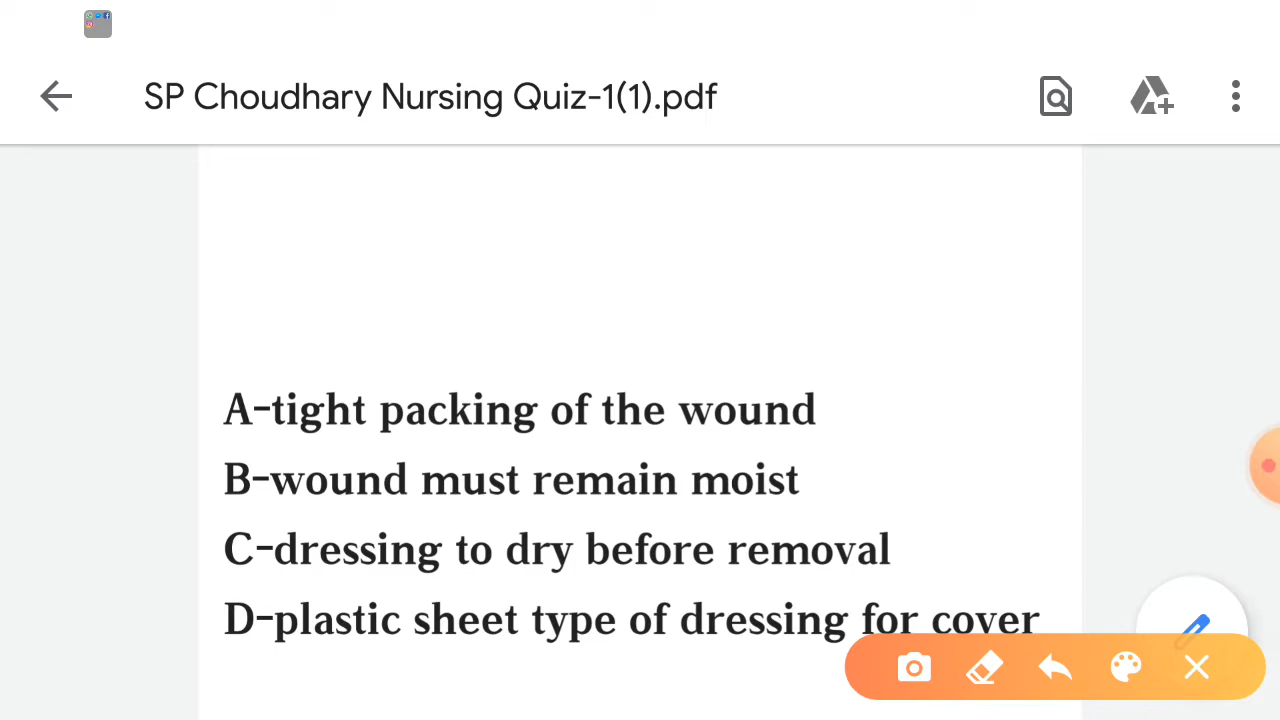 SP Choudhary Nursing Quiz-1(1).pdf
A-tight packing of the wound
B-wound must remain moist
C-dressing to dry before removal
D-plastic sheet type of dressing for cover